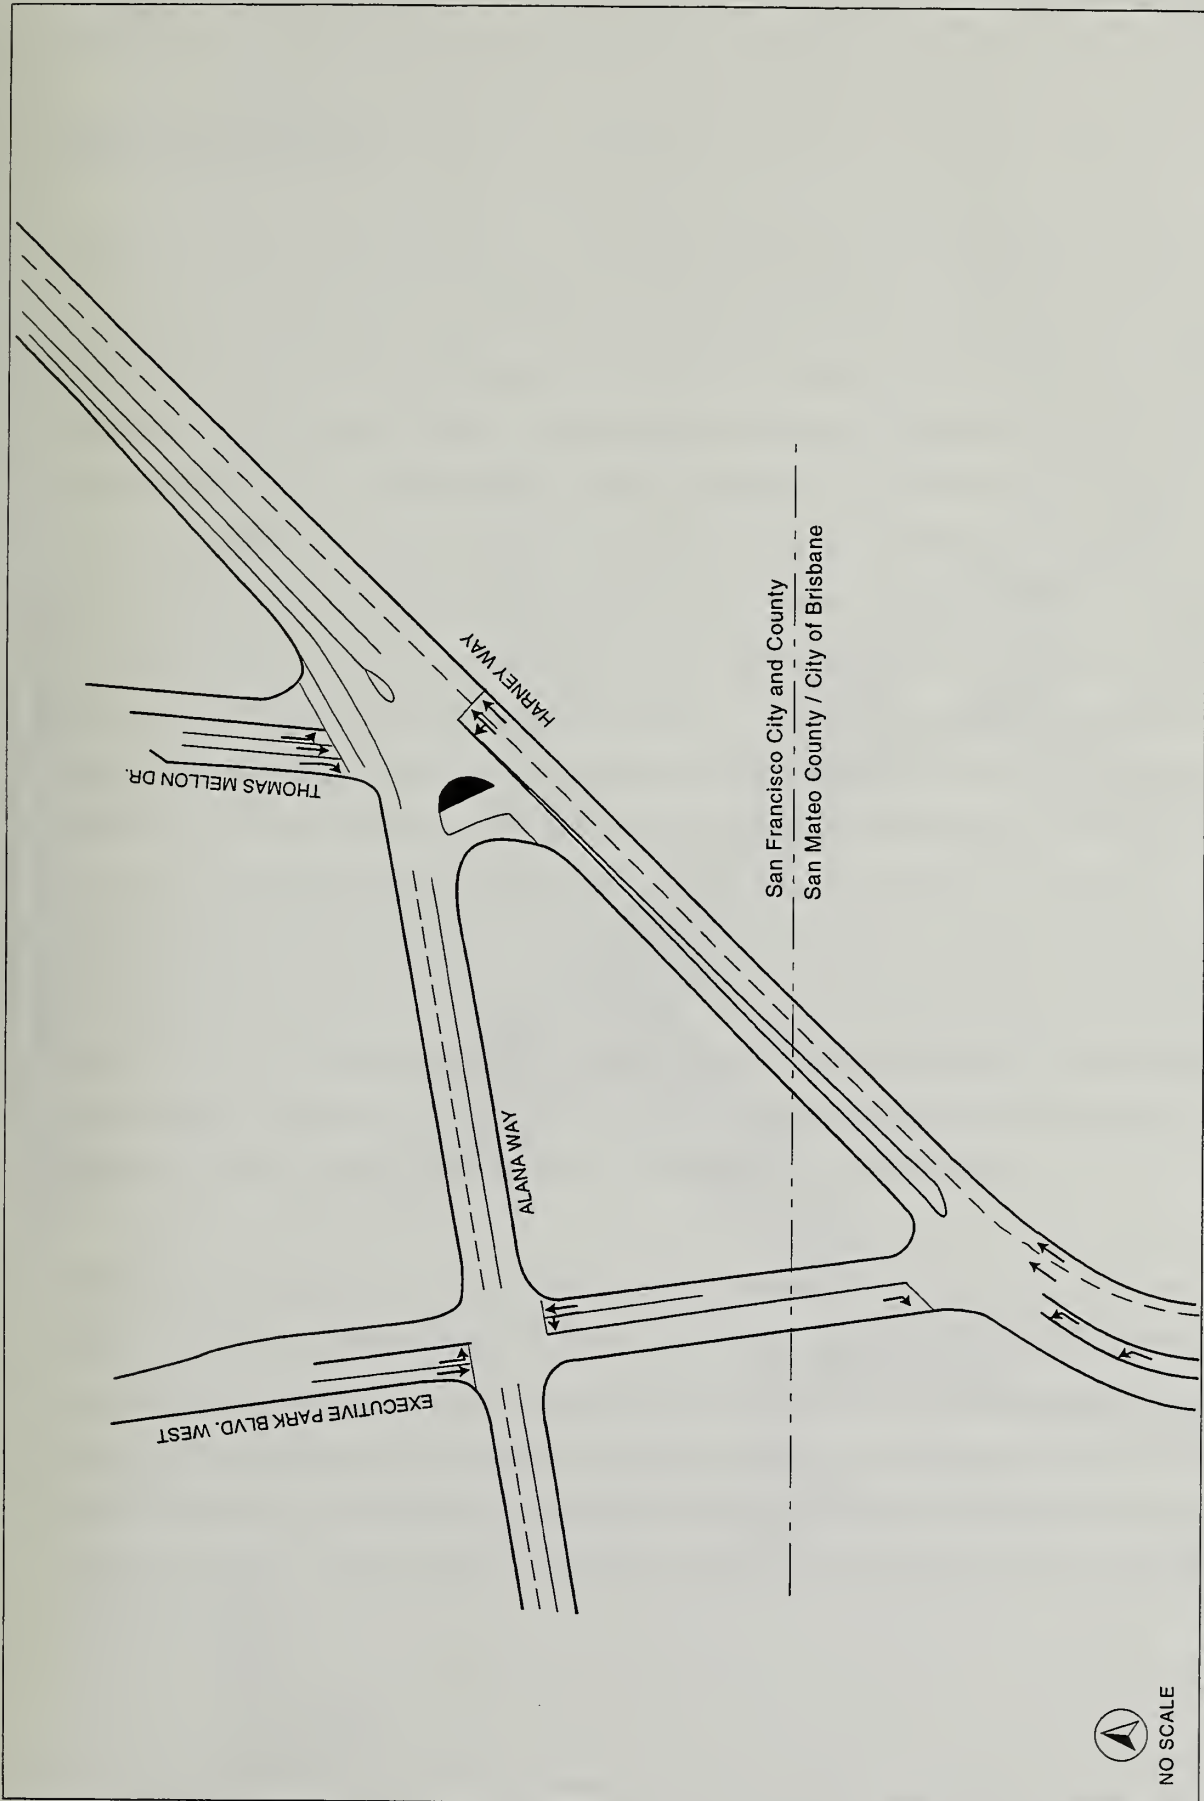 THOMAS MELLON DR.
HARNEY WAY
San Francisco City and County
San Mateo County / City of Brisbane
ALANA WAY
EXECUTIVE PARK BLVD. WEST
NO SCALE